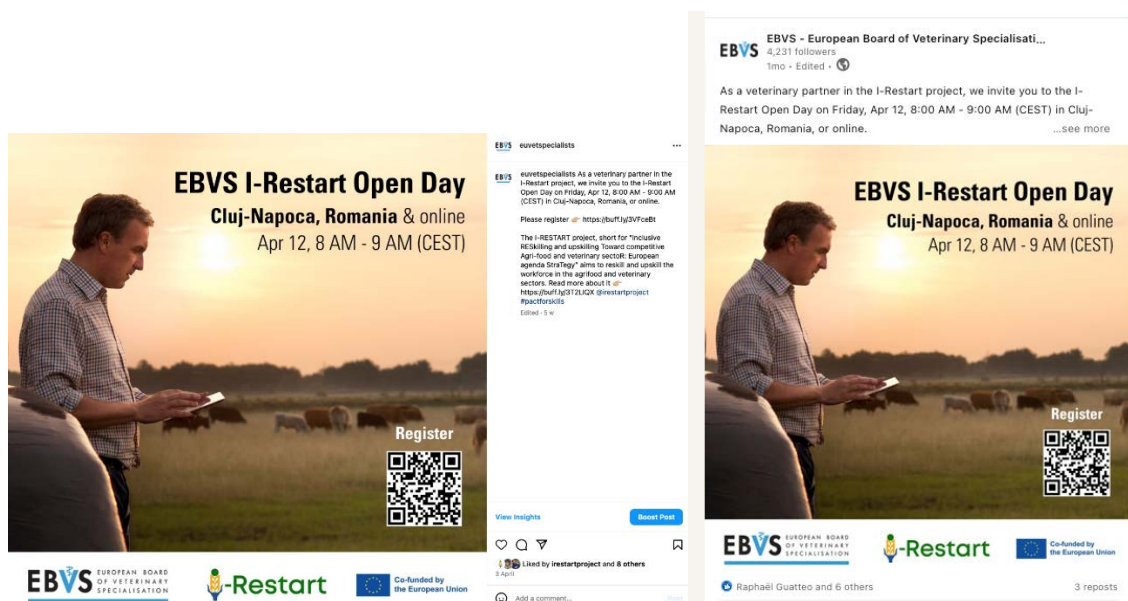 EBVS I-Restart Open Day
Cluj-Napoca, Romania & online
Apr 12, 8 AM - 9 AM (CEST)
Register
EBVS EUROPEAN BOARD
OF VETERINARY
SPECIALISATION
I-Restart
Co-funded by
the European Union
EBVS euvetspecialists
EBVS euvetspecialists As a veterinary partner in the
I-Restart project, we invite you to the I-Restart
Open Day on Friday, Apr 12, 8:00 AM - 9:00 AM
(CEST) in Cluj-Napoca, Romania, or online.
Please register 👉🏼 https://buff.ly/3VFceBt
The I-RESTART project, short for "Inclusive
RESkilling and upskilling Toward competitive
Agri-food and veterinary sectoR: European
agenda StraTegy" aims to reskill and upskill the
workforce in the agrifood and veterinary
sectors. Read more about it 👉🏼
https://buff.ly/3T2LIQX @irestartproject
#pactforskills
Edited · 5 w
View Insights
Boost Post
Liked by irestartproject and 8 others
3 April
Add a comment...
Post
EBVS EBVS - European Board of Veterinary Specialisati...
4,231 followers
1mo • Edited •
As a veterinary partner in the I-Restart project, we invite you to the I-
Restart Open Day on Friday, Apr 12, 8:00 AM - 9:00 AM (CEST) in Cluj-
Napoca, Romania, or online.
...see more
EBVS I-Restart Open Day
Cluj-Napoca, Romania & online
Apr 12, 8 AM - 9 AM (CEST)
Register
EBVS EUROPEAN BOARD
OF VETERINARY
SPECIALISATION
I-Restart
Co-funded by
the European Union
Raphaël Guatteo and 6 others
3 reposts